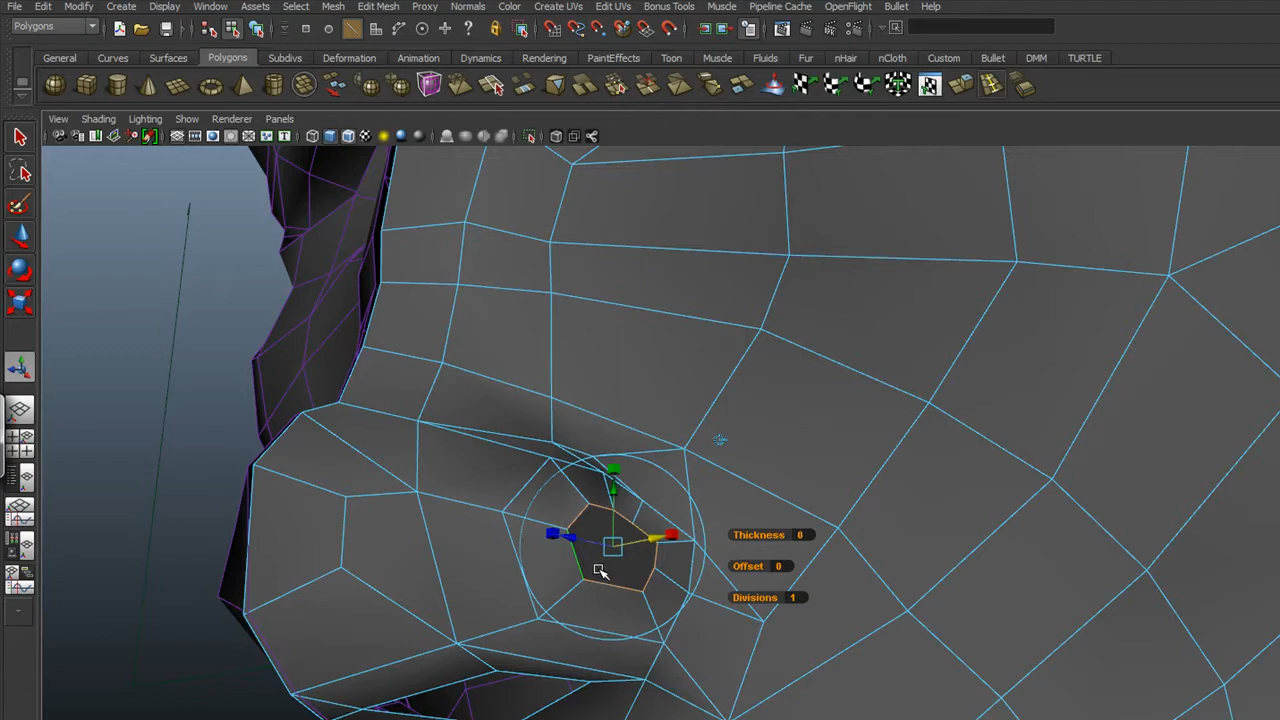 File Edit Modify Create Display Window Assets Select Mesh Edit Mesh Proxy Normals Color Create UVs Edit UVs Bonus Tools Muscle Pipeline Cache OpenFlight Bullet Help
Polygons
General Curves Surfaces Polygons Subdivs Deformation Animation Dynamics Rendering PaintEffects Toon Muscle Fluids Fur nHair nCloth Custom Bullet DMM TURTLE
View Shading Lighting Show Renderer Panels
Thickness 0
Offset 0
Divisions 1